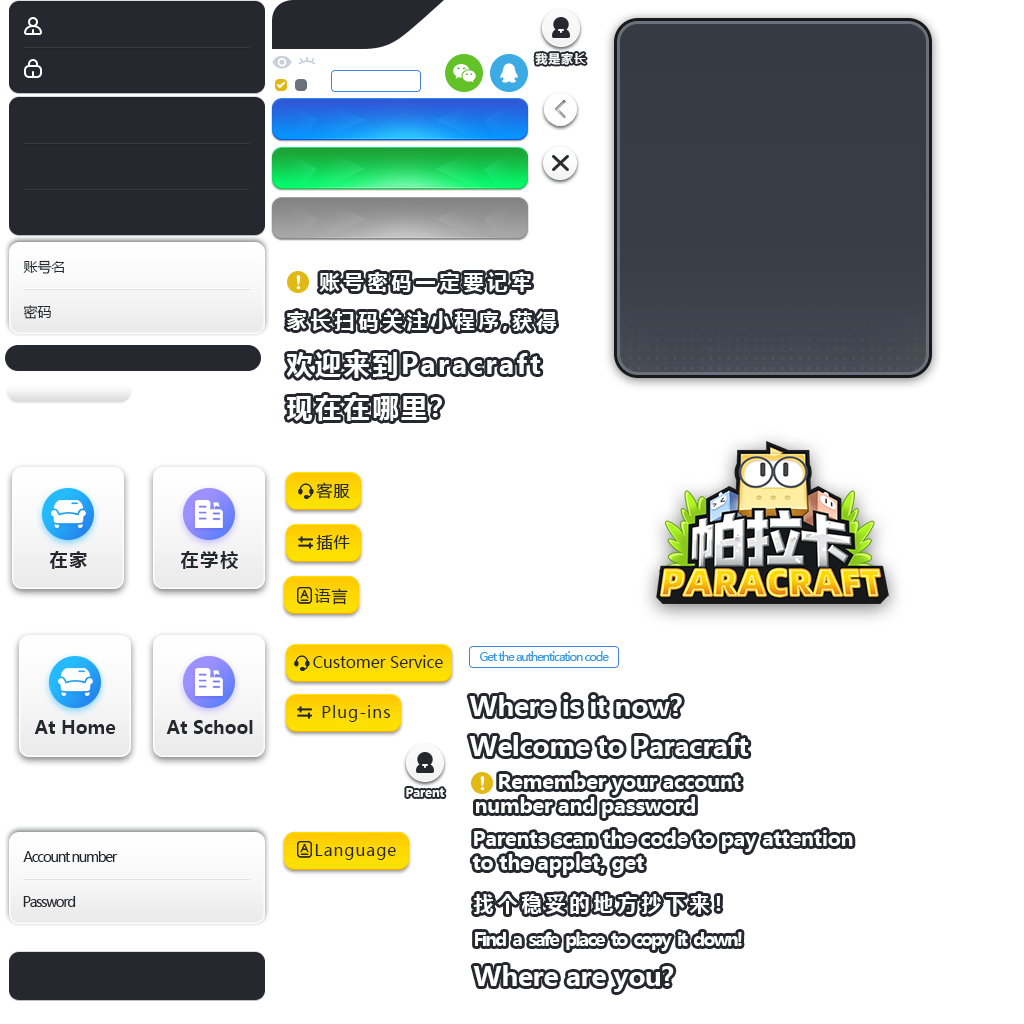 我是家长
账号名
密码
账号密码一定要记牢
家长扫码关注小程序,获得
欢迎来到Paracraft
现在在哪里?
在家
在学校
客服
插件
语言
帕拉卡
PARACRAFT
At Home
At School
Customer Service
Plug-ins
Parent
Get the authentication code
Where is it now?
Welcome to Paracraft
Remember your account
number and password
Account number
Password
Language
Parents scan the code to pay attention
to the applet, get
找个稳妥的地方抄下来!
Find a safe place to copy it down!
Where are you?